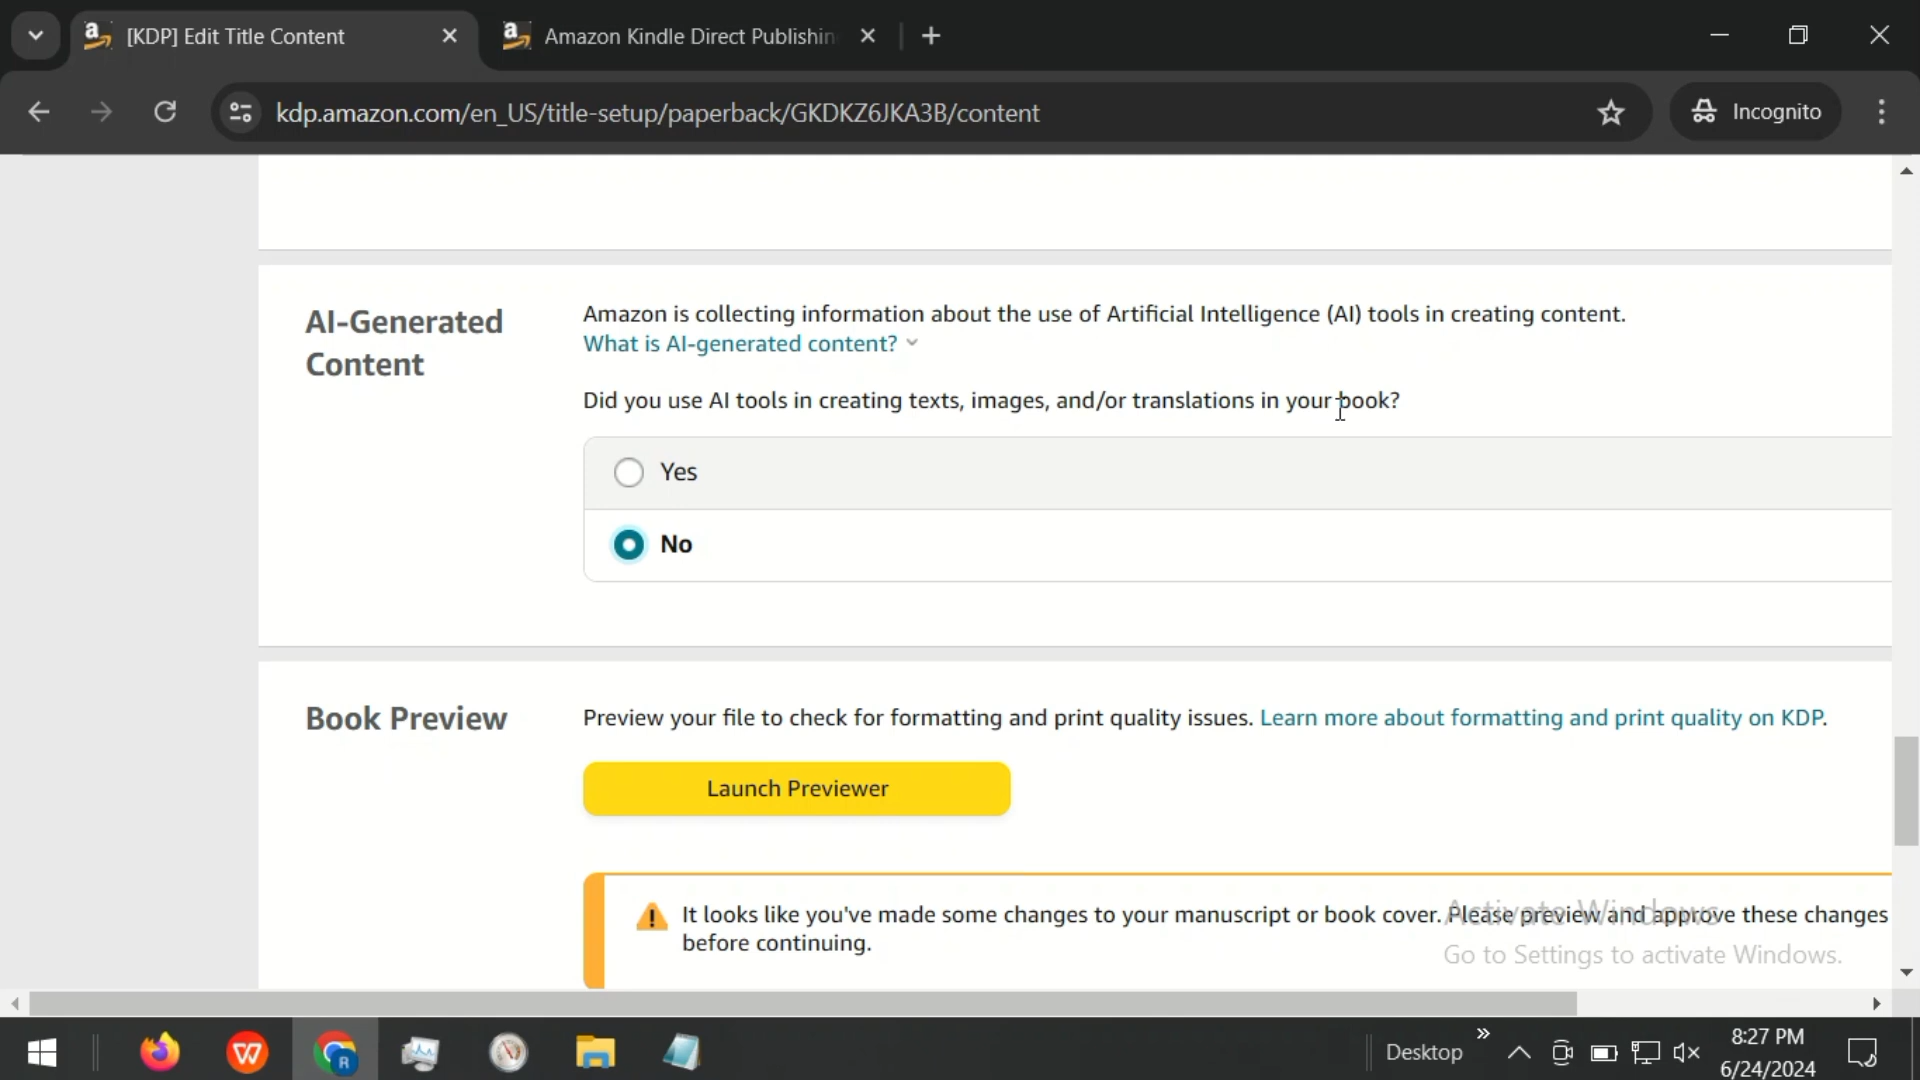 [KDP] Edit Title Content
Amazon Kindle Direct Publishin
kdp.amazon.com/en_US/title-setup/paperback/GKDKZ6JKA3B/content
Incognito
AI-Generated
Content
Amazon is collecting information about the use of Artificial Intelligence (AI) tools in creating content.
What is AI-generated content?
Did you use AI tools in creating texts, images, and/or translations in your book?
Yes
No
Book Preview
Preview your file to check for formatting and print quality issues. Learn more about formatting and print quality on KDP.
Launch Previewer
It looks like you've made some changes to your manuscript or book cover. Please preview and approve these changes
before continuing.
Activate Windows
Go to Settings to activate Windows.
Desktop
8:27 PM
6/24/2024